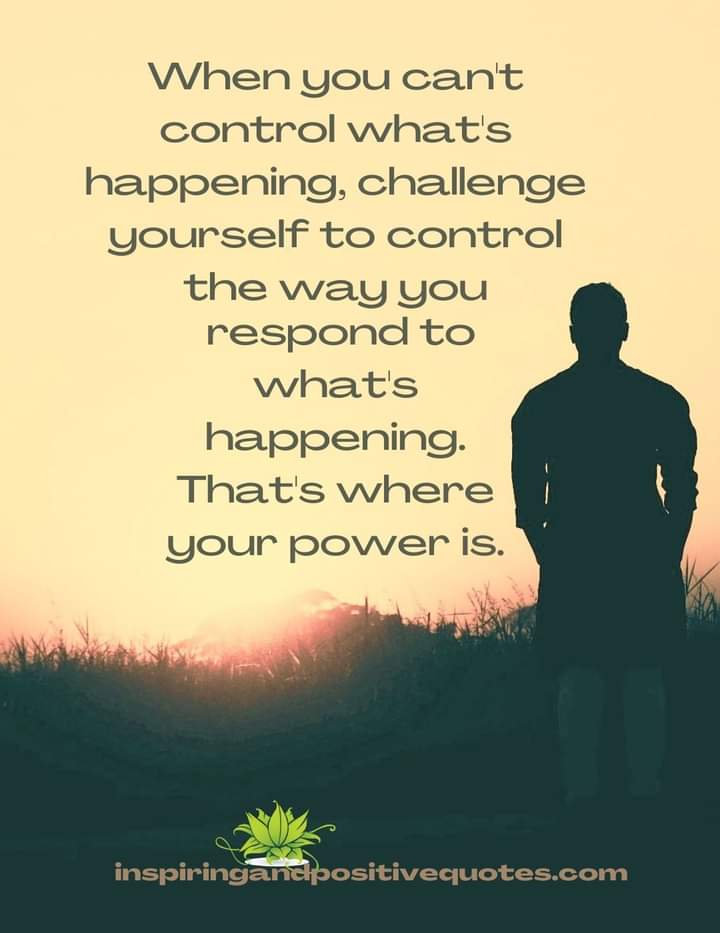 When you can't
control what's
happening, challenge
yourself to control
the way you
respond to
what's
happening.
That's where
your power is.
inspiringandpositivequotes.com